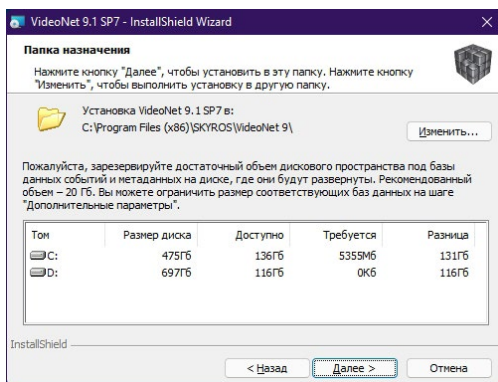 VideoNet 9.1 SP7 - InstallShield Wizard
Папка назначения
Нажмите кнопку "Далее", чтобы установить в эту папку. Нажмите кнопку
"Изменить", чтобы выполнить установку в другую папку.
Установка VideoNet 9.1 SP7 в:
C:\Program Files (x86)\SKYROS\VideoNet 9\
Изменить...
Пожалуйста, зарезервируйте достаточный объем дискового пространства под базы
данных событий и метаданных на диске, где они будут развернуты. Рекомендованный
объем – 20 Гб. Вы можете ограничить размер соответствующих баз данных на шаге
"Дополнительные параметры".
Том Размер диска Доступно Требуется Разница
C: 475Гб 136Гб 5355Мб 131Гб
D: 697Гб 116Гб 0Кб 116Гб
InstallShield
< Назад Далее > Отмена